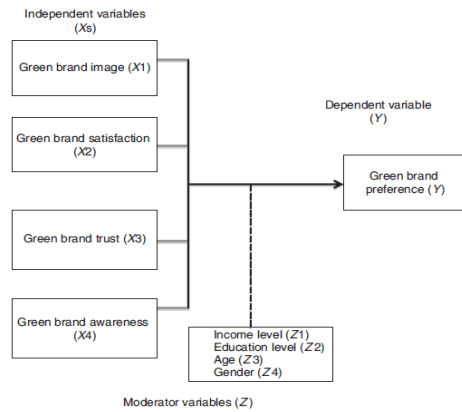 Independent variables
(Xs)
Green brand image (X1)
Green brand satisfaction
(X2)
Green brand trust (X3)
Green brand awareness
(X4)
Dependent variable
(Y)
Green brand
preference (Y)
Income level (Z1)
Education level (Z2)
Age (Z3)
Gender (Z4)
Moderator variables (Z)